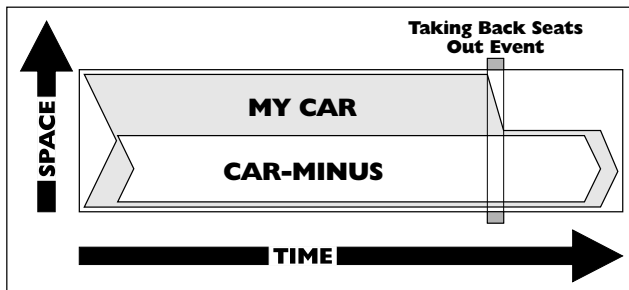 Taking Back Seats
Out Event
MY CAR
SPACE
CAR-MINUS
TIME